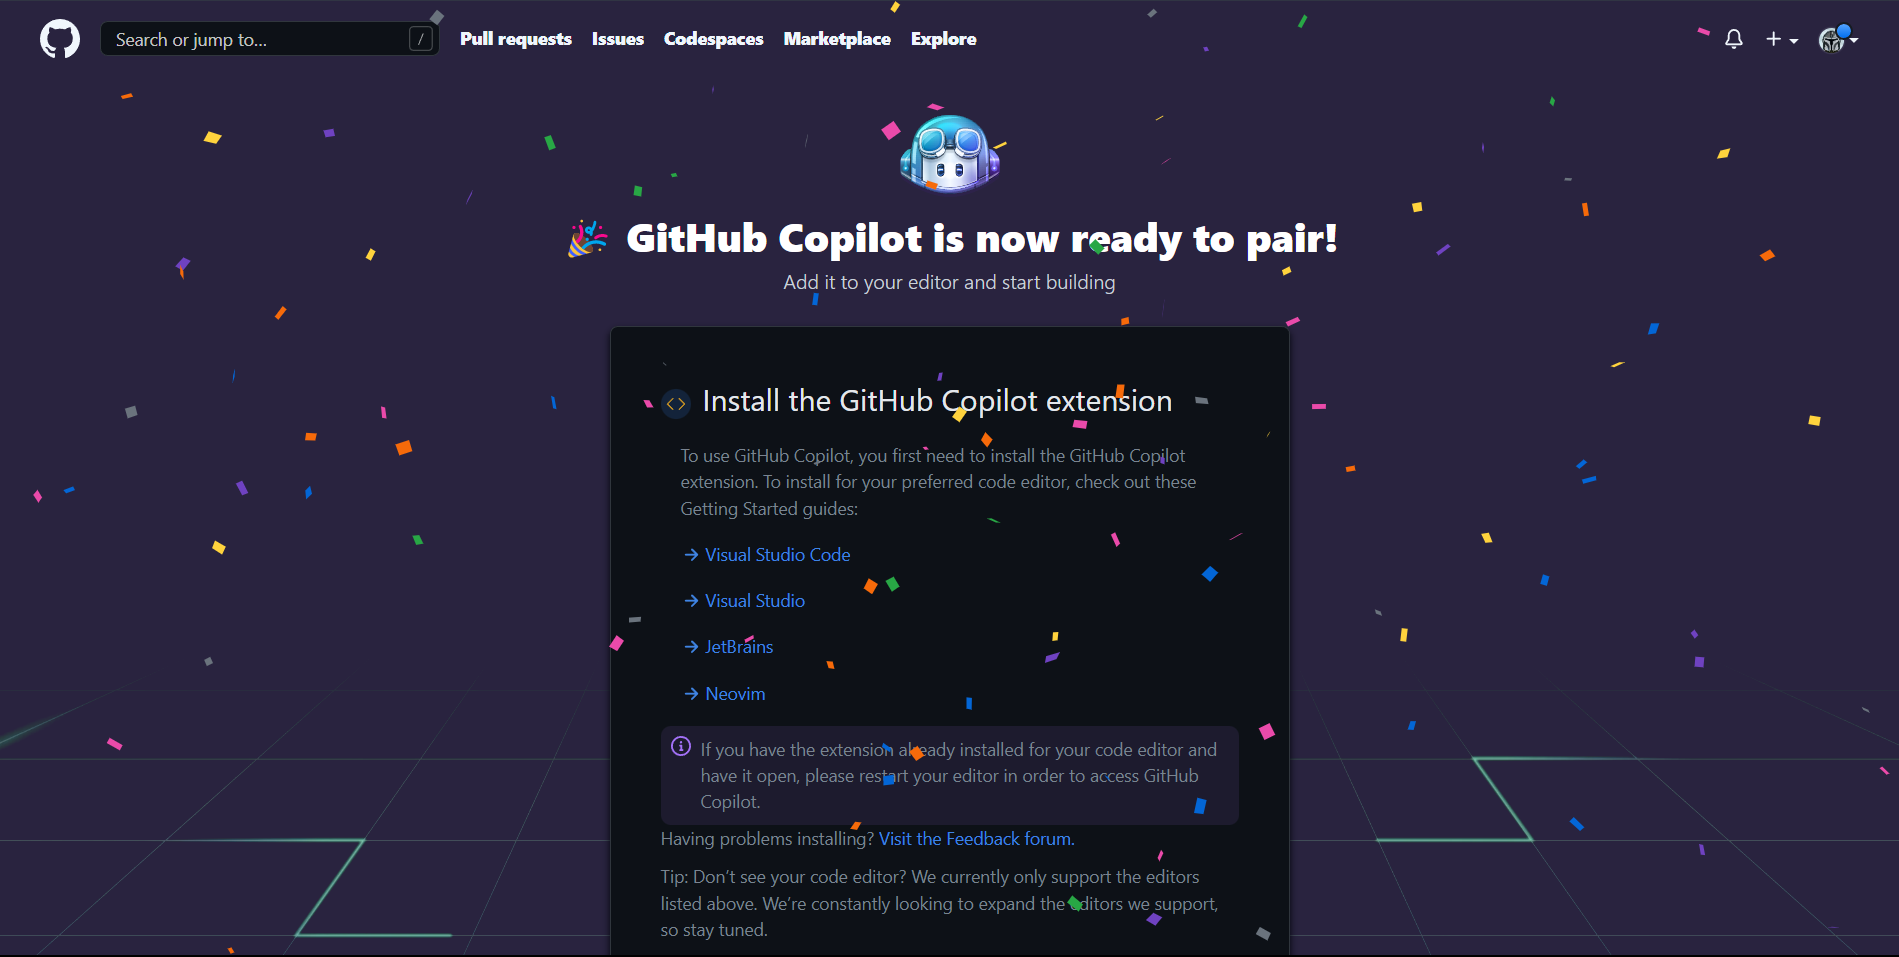 Search or jump to...
/
Pull requests
Issues
Codespaces
Marketplace
Explore
GitHub Copilot is now ready to pair!
Add it to your editor and start building
Install the GitHub Copilot extension
To use GitHub Copilot, you first need to install the GitHub Copilot
extension. To install for your preferred code editor, check out these
Getting Started guides:
Visual Studio Code
Visual Studio
JetBrains
Neovim
If you have the extension already installed for your code editor and
have it open, please restart your editor in order to access GitHub
Copilot.
Having problems installing? Visit the Feedback forum.
Tip: Don’t see your code editor? We currently only support the editors
listed above. We’re constantly looking to expand the editors we support,
so stay tuned.